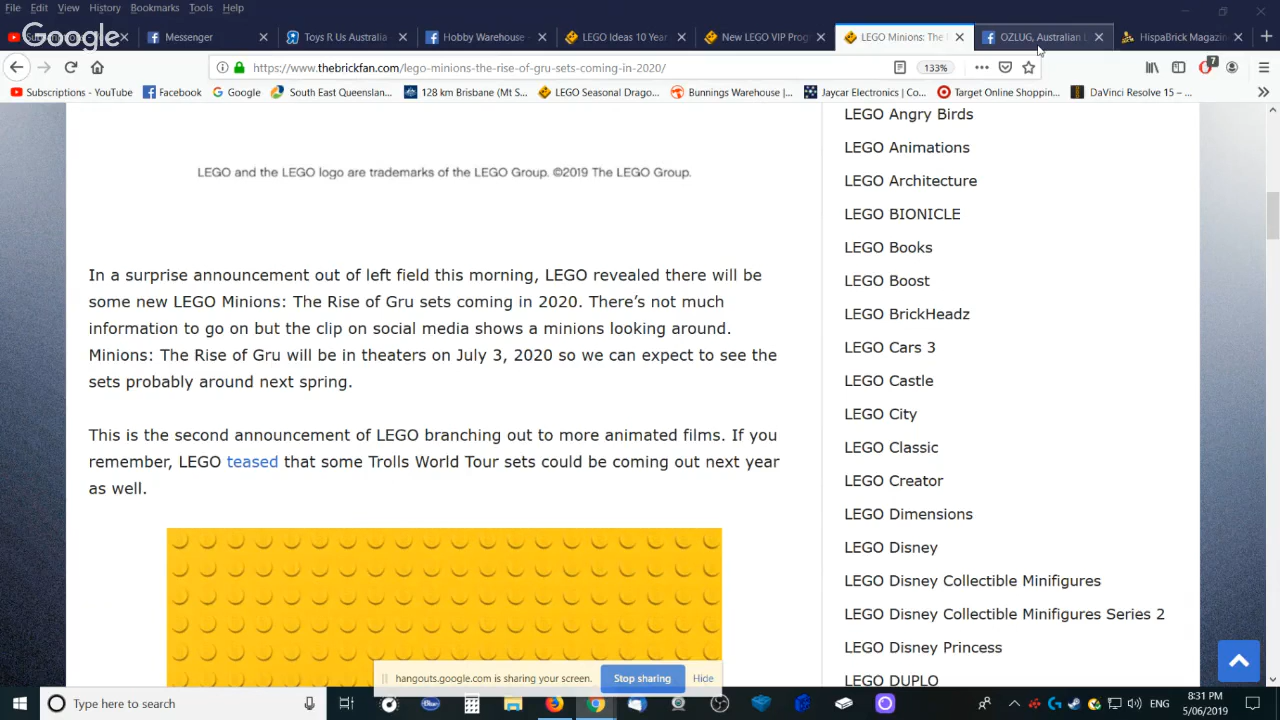 File Edit View History Bookmarks Tools Help
Google
Messenger
Toys R Us Australia
Hobby Warehouse -
LEGO Ideas 10 Year
New LEGO VIP Prog
LEGO Minions: The
OZLUG, Australian L
HispaBrick Magazin
https://www.thebrickfan.com/lego-minions-the-rise-of-gru-sets-coming-in-2020/
133%
7
Subscriptions - YouTube
Facebook
Google
South East Queenslan...
128 km Brisbane (Mt S...
LEGO Seasonal Drago...
Bunnings Warehouse |...
Jaycar Electronics | Co...
Target Online Shoppin...
DaVinci Resolve 15 – ...
LEGO and the LEGO logo are trademarks of the LEGO Group. ©2019 The LEGO Group.
In a surprise announcement out of left field this morning, LEGO revealed there will be
some new LEGO Minions: The Rise of Gru sets coming in 2020. There’s not much
information to go on but the clip on social media shows a minions looking around.
Minions: The Rise of Gru will be in theaters on July 3, 2020 so we can expect to see the
sets probably around next spring.
This is the second announcement of LEGO branching out to more animated films. If you
remember, LEGO teased that some Trolls World Tour sets could be coming out next year
as well.
LEGO Angry Birds
LEGO Animations
LEGO Architecture
LEGO BIONICLE
LEGO Books
LEGO Boost
LEGO BrickHeadz
LEGO Cars 3
LEGO Castle
LEGO City
LEGO Classic
LEGO Creator
LEGO Dimensions
LEGO Disney
LEGO Disney Collectible Minifigures
LEGO Disney Collectible Minifigures Series 2
LEGO Disney Princess
LEGO DUPLO
hangouts.google.com is sharing your screen.
Stop sharing
Hide
Type here to search
ENG
8:31 PM
5/06/2019